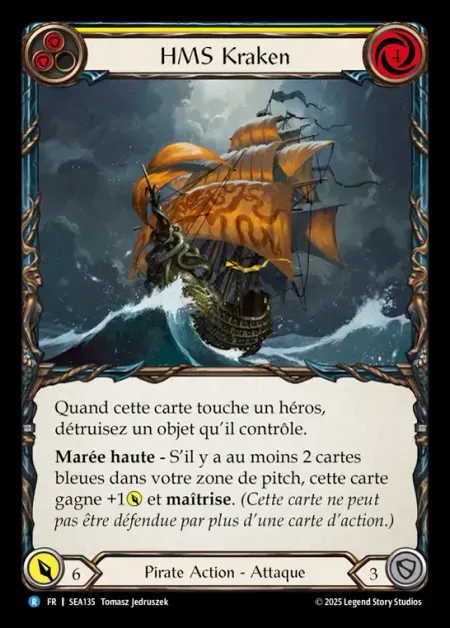 HMS Kraken
4
Quand cette carte touche un héros,
détruisez un objet qu'il contrôle.
Marée haute - S'il y a au moins 2 cartes
bleues dans votre zone de pitch, cette carte
gagne +1 et maîtrise. (Cette carte ne peut
pas être défendue par plus d'une carte d'action.)
6
Pirate Action - Attaque
3
R FR | SEA135 Tomasz Jedruszek
© 2025 Legend Story Studios